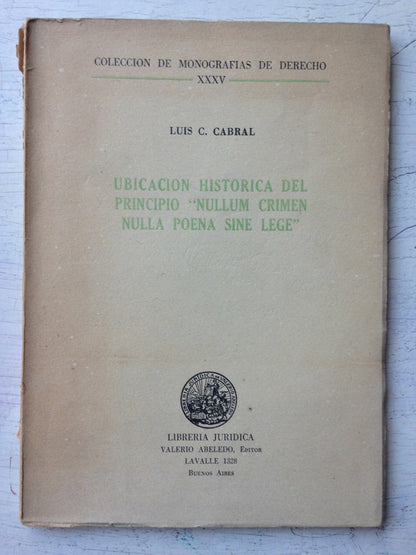 COLECCION DE MONOGRAFIAS DE DERECHO
XXXV
LUIS C. CABRAL
UBICACION HISTORICA DEL
PRINCIPIO "NULLUM CRIMEN
NULLA POENA SINE LEGE"
LIBRERIA JURIDICA
VALERIO ABELEDO, Editor
LAVALLE 1328
Buenos Aires